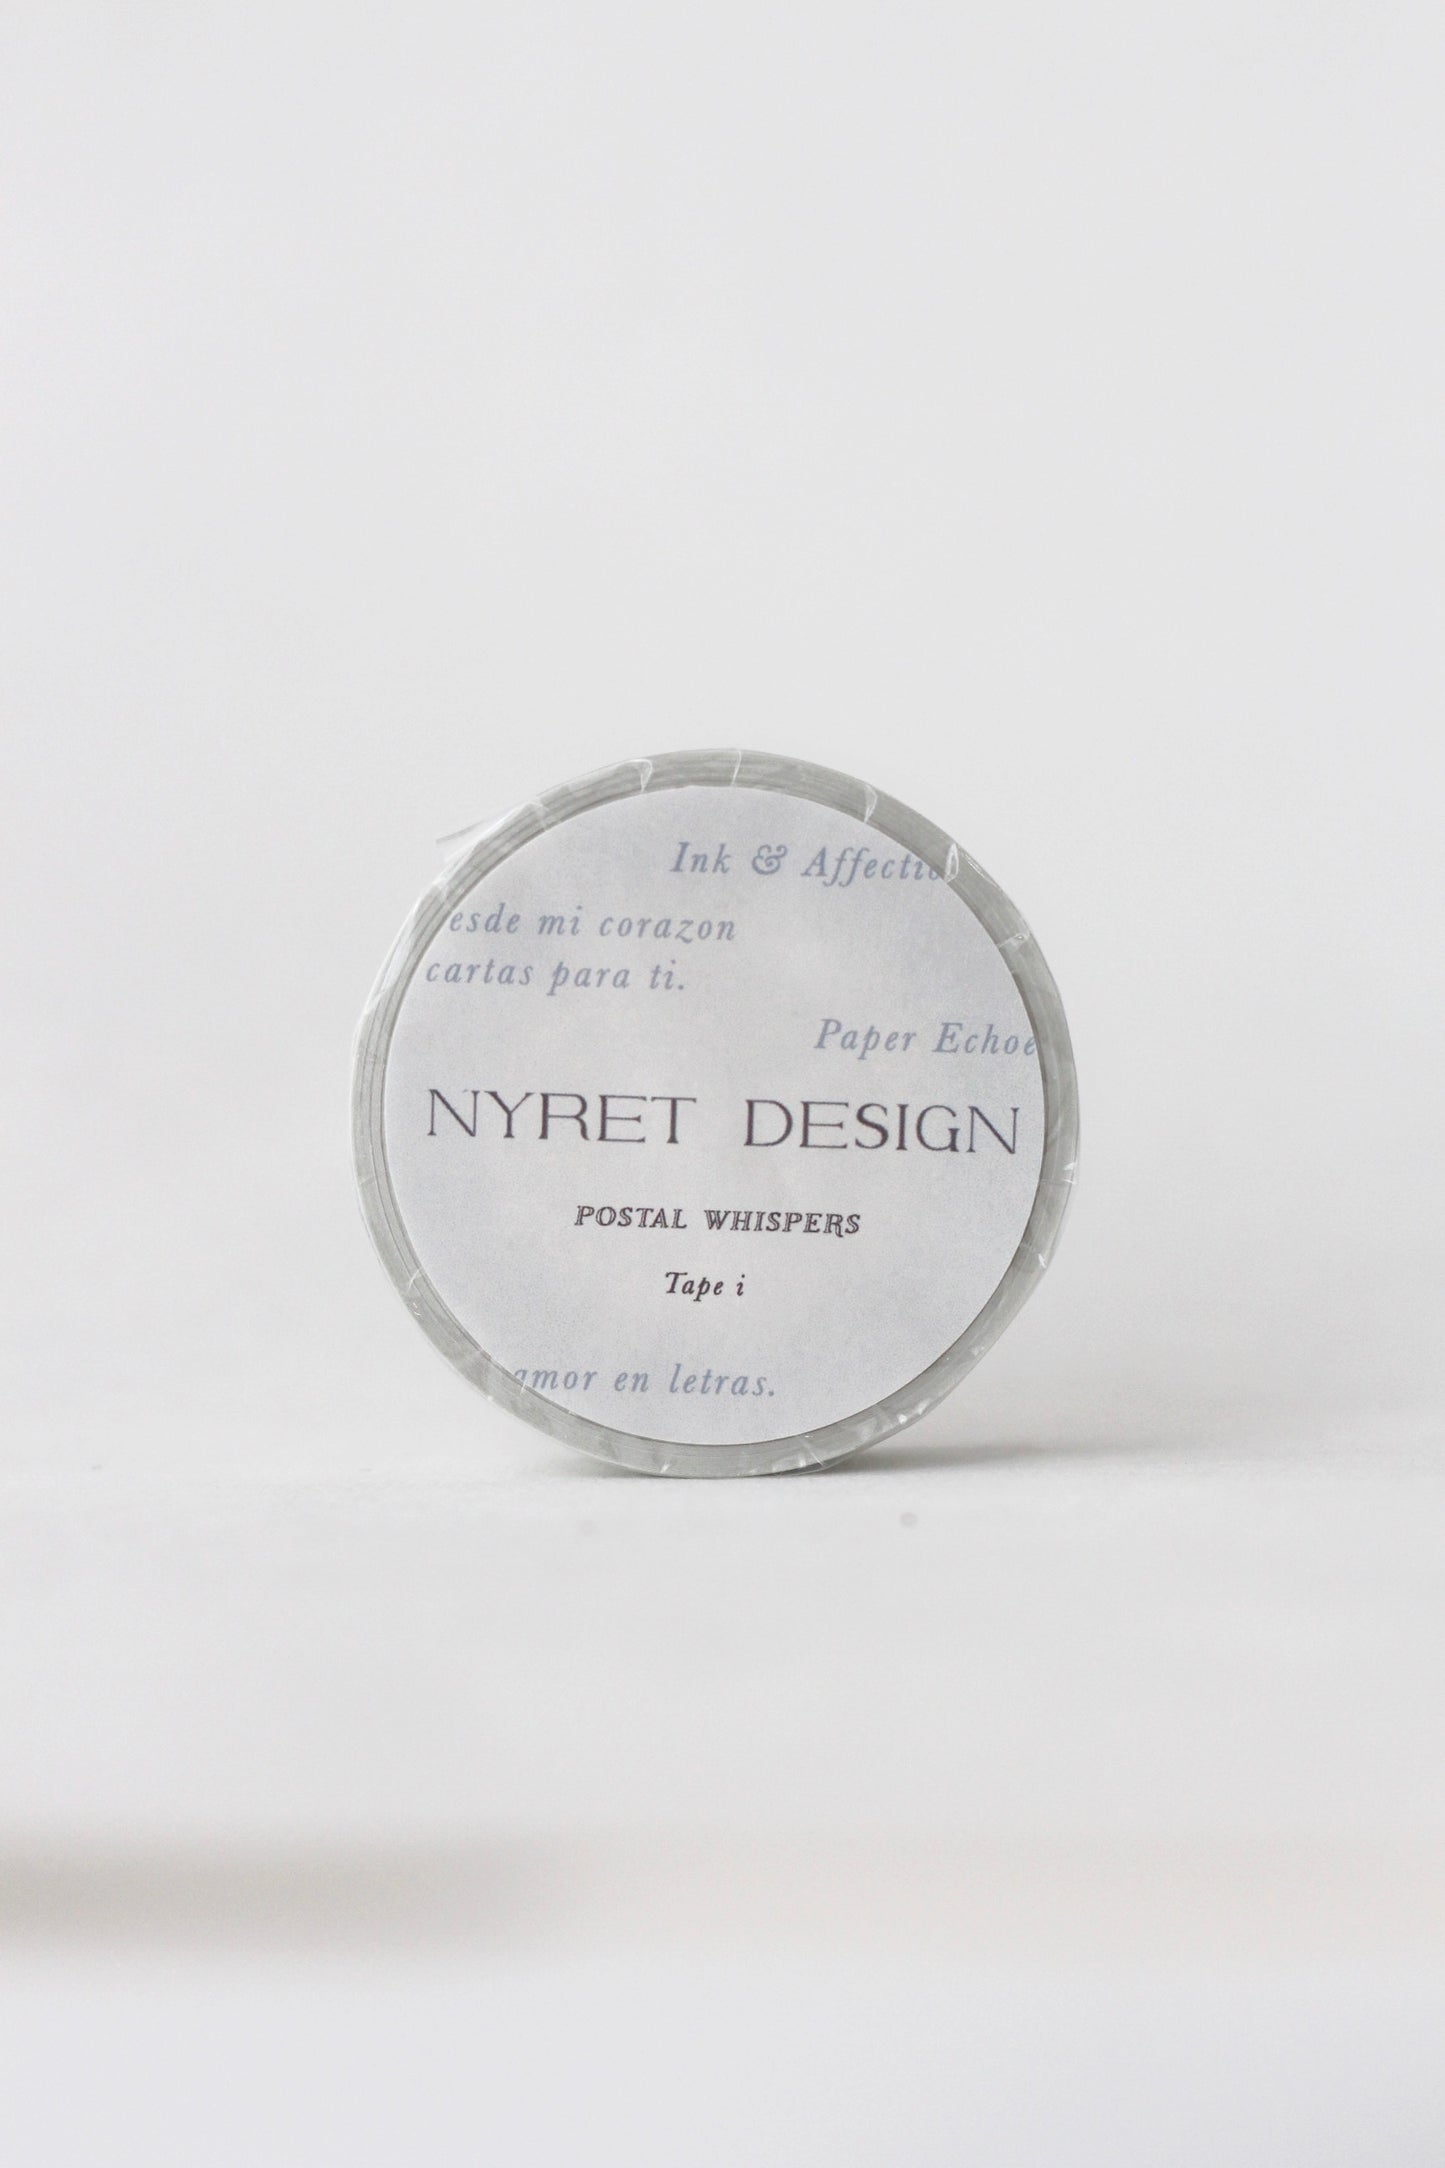 Ink & Affectio
esde mi corazon
cartas para ti.
Paper Echoe
NYRET DESIGN
POSTAL WHISPERS
Tape i
amor en letras.